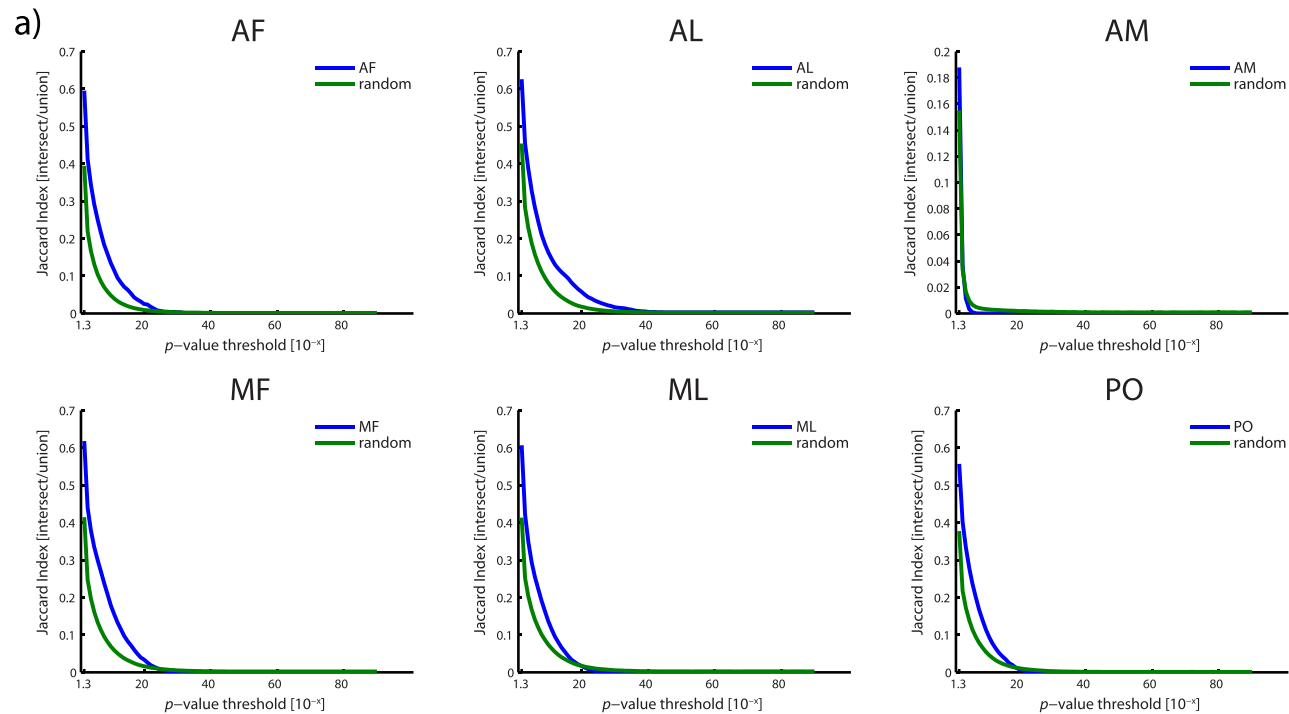 a)
AF
Jaccard Index [intersect/union]
0.7
0.6
0.5
0.4
0.3
0.2
0.1
0
1.3 20 40 60 80
p−value threshold [10⁻ˣ]
AF
random
AL
Jaccard Index [intersect/union]
0.7
0.6
0.5
0.4
0.3
0.2
0.1
0
1.3 20 40 60 80
p−value threshold [10⁻ˣ]
AL
random
AM
Jaccard Index [intersect/union]
0.2
0.18
0.16
0.14
0.12
0.1
0.08
0.06
0.04
0.02
0
1.3 20 40 60 80
p−value threshold [10⁻ˣ]
AM
random
MF
Jaccard Index [intersect/union]
0.7
0.6
0.5
0.4
0.3
0.2
0.1
0
1.3 20 40 60 80
p−value threshold [10⁻ˣ]
MF
random
ML
Jaccard Index [intersect/union]
0.7
0.6
0.5
0.4
0.3
0.2
0.1
0
1.3 20 40 60 80
p−value threshold [10⁻ˣ]
ML
random
PO
Jaccard Index [intersect/union]
0.7
0.6
0.5
0.4
0.3
0.2
0.1
0
1.3 20 40 60 80
p−value threshold [10⁻ˣ]
PO
random